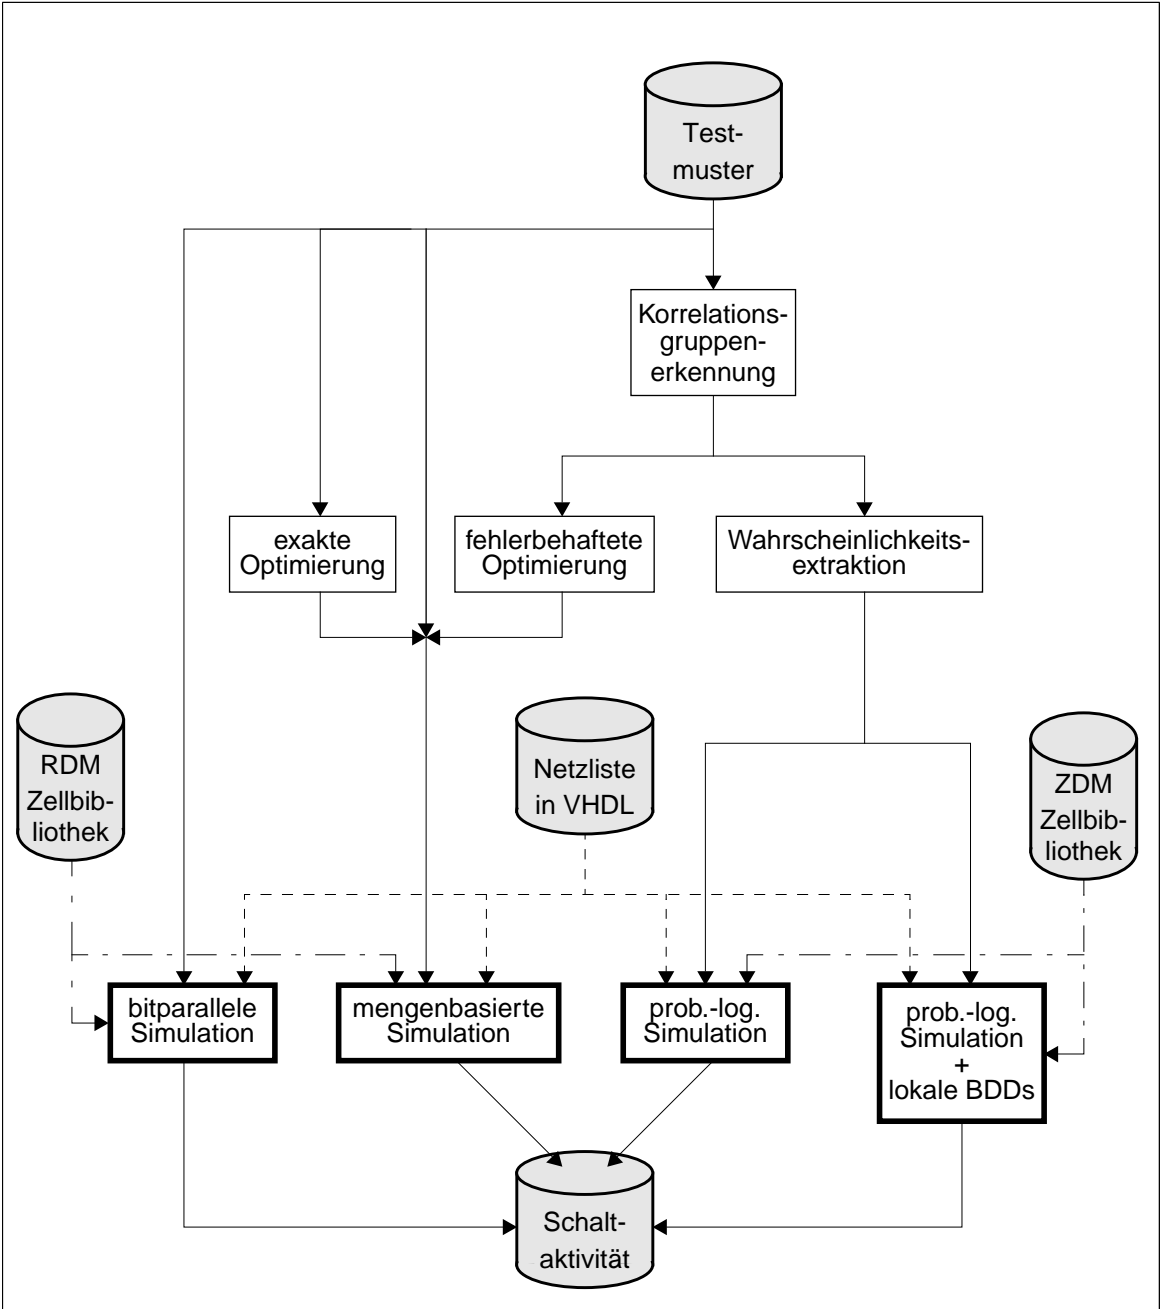 Test-
muster
Korrelations-
gruppen-
erkennung
exakte
Optimierung
fehlerbehaftete
Optimierung
Wahrscheinlichkeits-
extraktion
RDM
Zellbib-
liothek
Netzliste
in VHDL
ZDM
Zellbib-
liothek
bitparallele
Simulation
mengenbasierte
Simulation
prob.-log.
Simulation
prob.-log.
Simulation
+
lokale BDDs
Schalt-
aktivität